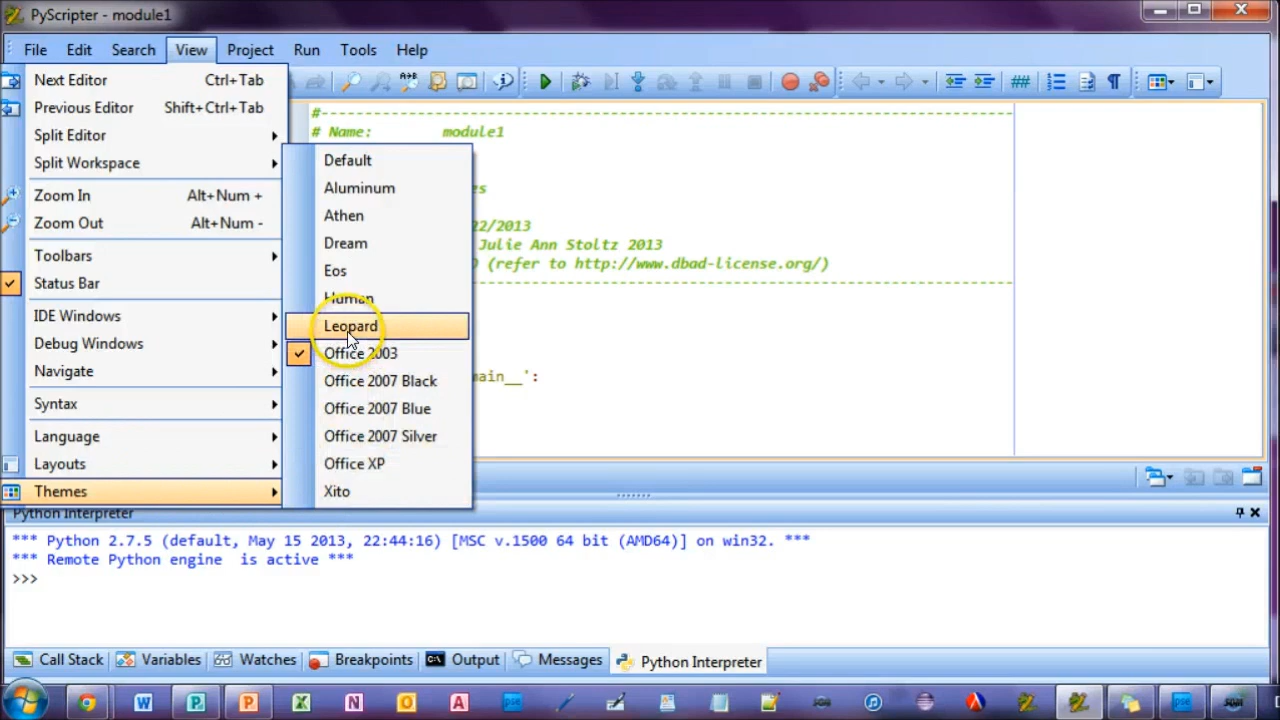 PyScripter - module1
File Edit Search View Project Run Tools Help
Next Editor Ctrl+Tab
Previous Editor Shift+Ctrl+Tab
Split Editor
Split Workspace
Zoom In Alt+Num +
Zoom Out Alt+Num -
Toolbars
Status Bar
IDE Windows
Debug Windows
Navigate
Syntax
Language
Layouts
Themes
Default
Aluminum
Athen
Dream
Eos
Human
Leopard
Office 2003
Office 2007 Black
Office 2007 Blue
Office 2007 Silver
Office XP
Xito
#-------------------------------------------------------------------------------
# Name: module1
es
22/2013
Julie Ann Stoltz 2013
(refer to http://www.dbad-license.org/)
-------------------------------------------------------------------------------
main__':
Python Interpreter
*** Python 2.7.5 (default, May 15 2013, 22:44:16) [MSC v.1500 64 bit (AMD64)] on win32. ***
*** Remote Python engine is active ***
>>>
Call Stack Variables Watches Breakpoints Output Messages Python Interpreter